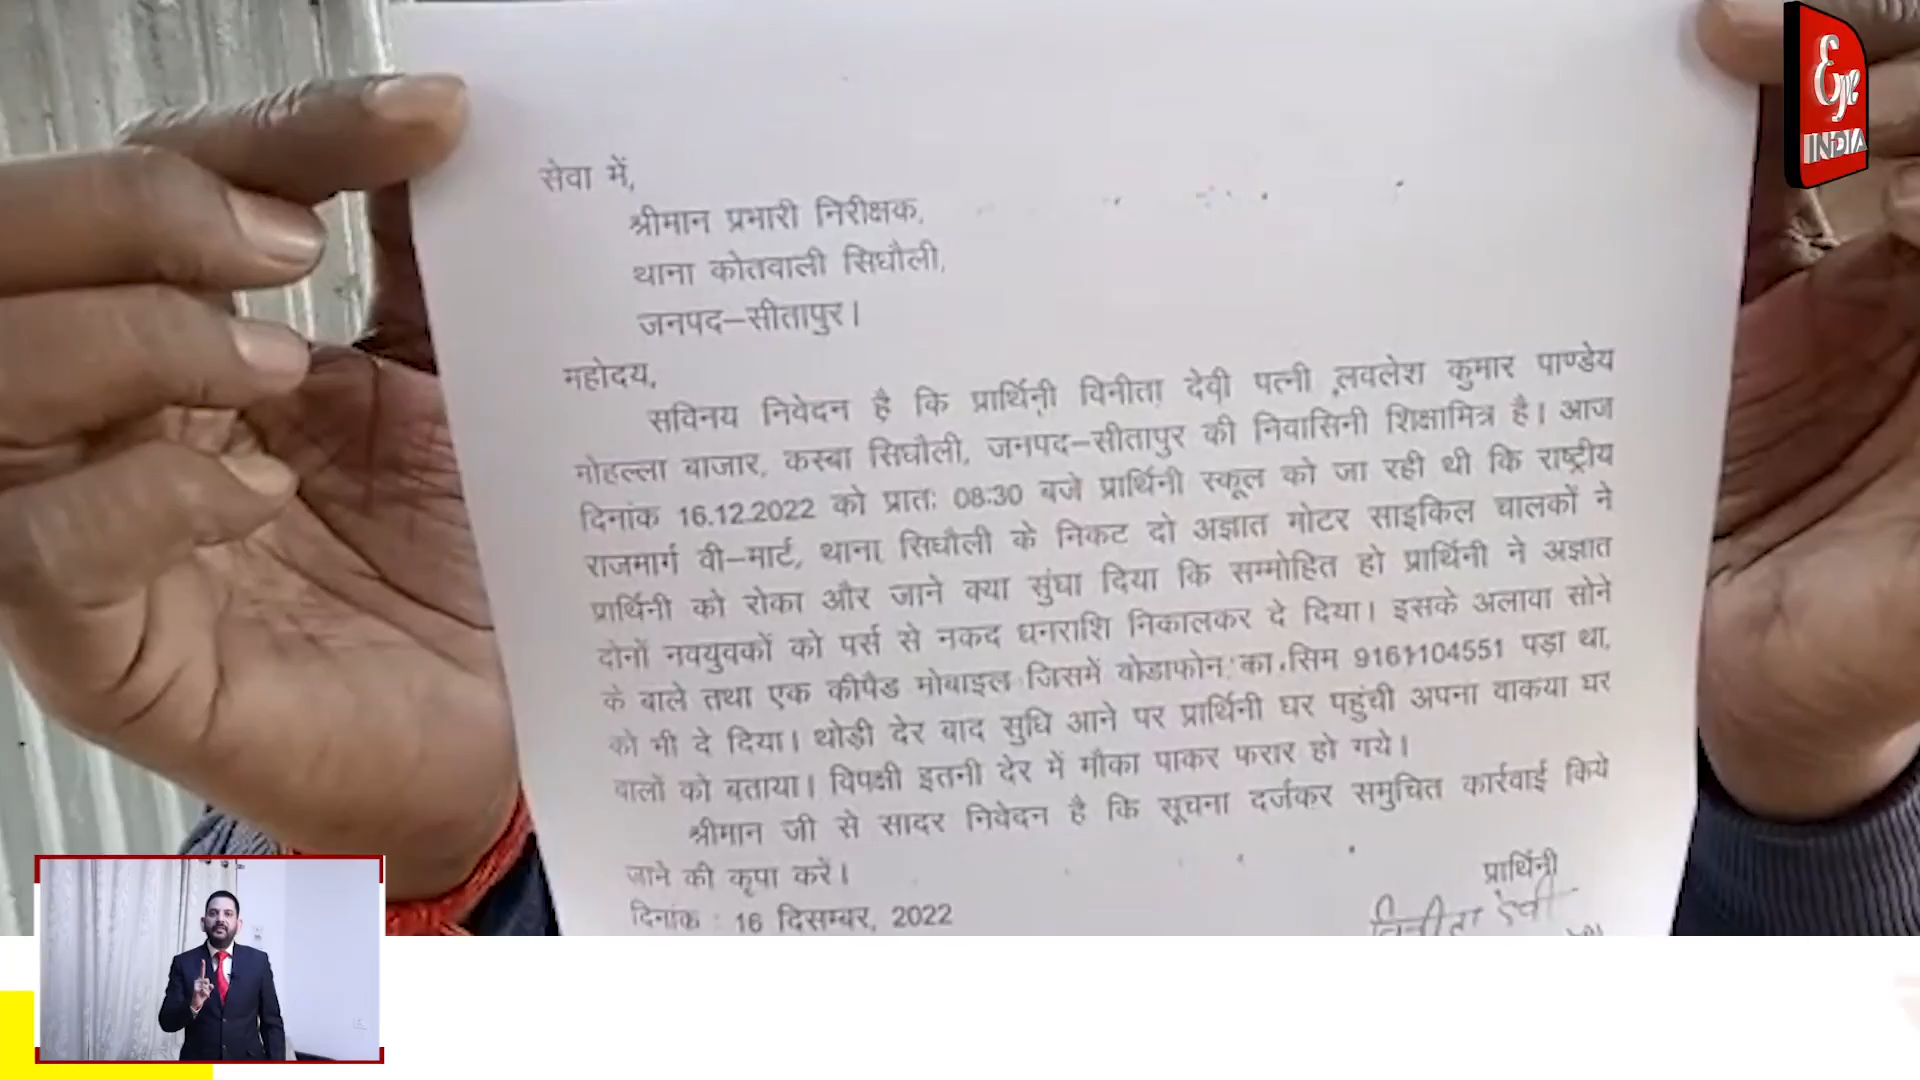 Eye
INDIA
सेवा में,
श्रीमान प्रभारी निरीक्षक,
थाना कोतवाली सिधौली,
जनपद–सीतापुर।
महोदय,
सविनय निवेदन है कि प्रार्थिनी विनीता देवी पत्नी लवलेश कुमार पाण्डेय
मोहल्ला बाजार, कस्बा सिधौली, जनपद–सीतापुर की निवासिनी शिक्षामित्र है। आज
दिनांक 16.12.2022 को प्रातः 08:30 बजे प्रार्थिनी स्कूल को जा रही थी कि राष्ट्रीय
राजमार्ग वी–मार्ट, थाना सिधौली के निकट दो अज्ञात मोटर साइकिल चालकों ने
प्रार्थिनी को रोका और जाने क्या सुंघा दिया कि सम्मोहित हो प्रार्थिनी ने अज्ञात
दोनों नवयुवकों को पर्स से नकद धनराशि निकालकर दे दिया। इसके अलावा सोने
के बाले तथा एक कीपैड मोबाइल जिसमें वोडाफोन का सिम 9161104551 पड़ा था,
को भी दे दिया। थोड़ी देर बाद सुधि आने पर प्रार्थिनी घर पहुंची अपना वाकया घर
वालों को बताया। विपक्षी इतनी देर में मौका पाकर फरार हो गये।
श्रीमान जी से सादर निवेदन है कि सूचना दर्जकर समुचित कार्रवाई किये
जाने की कृपा करें।
दिनांक : 16 दिसम्बर, 2022
प्रार्थिनी
विनीता देवी